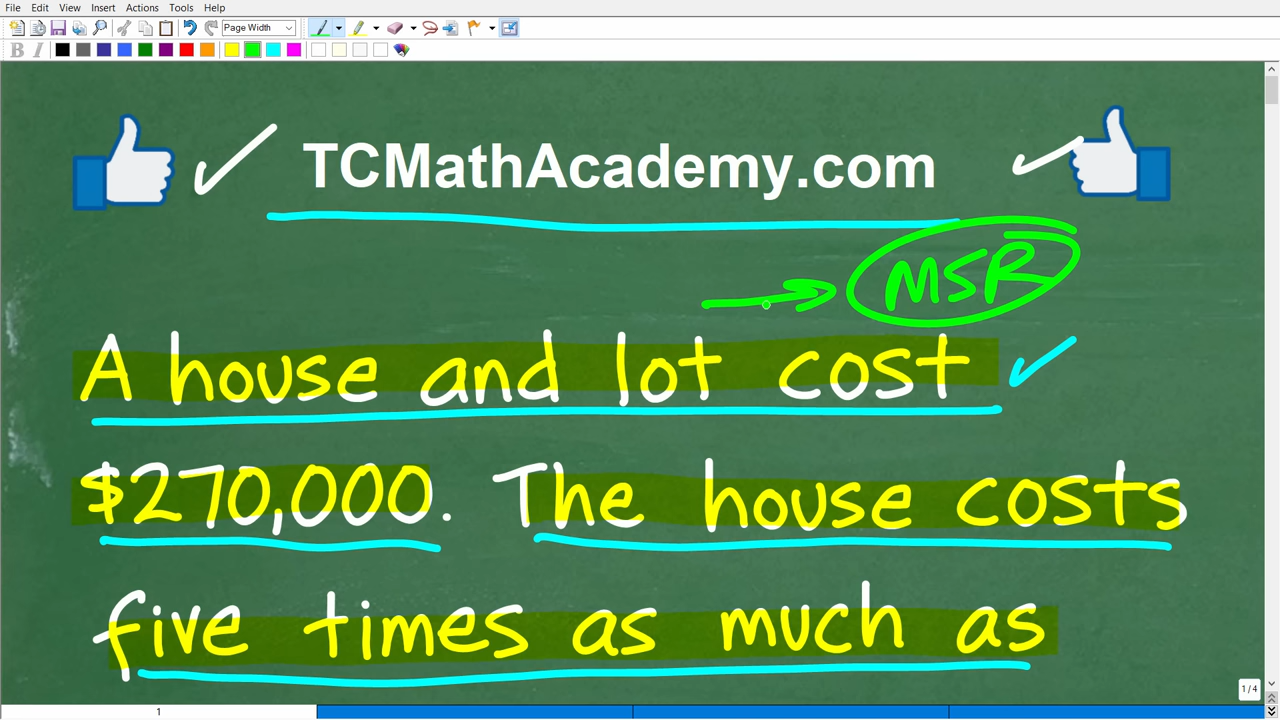 File Edit View Insert Actions Tools Help
Page Width
B I
TCMathAcademy.com
MSR
A house and lot cost
$270,000. The house costs
five times as much as
1/4
1